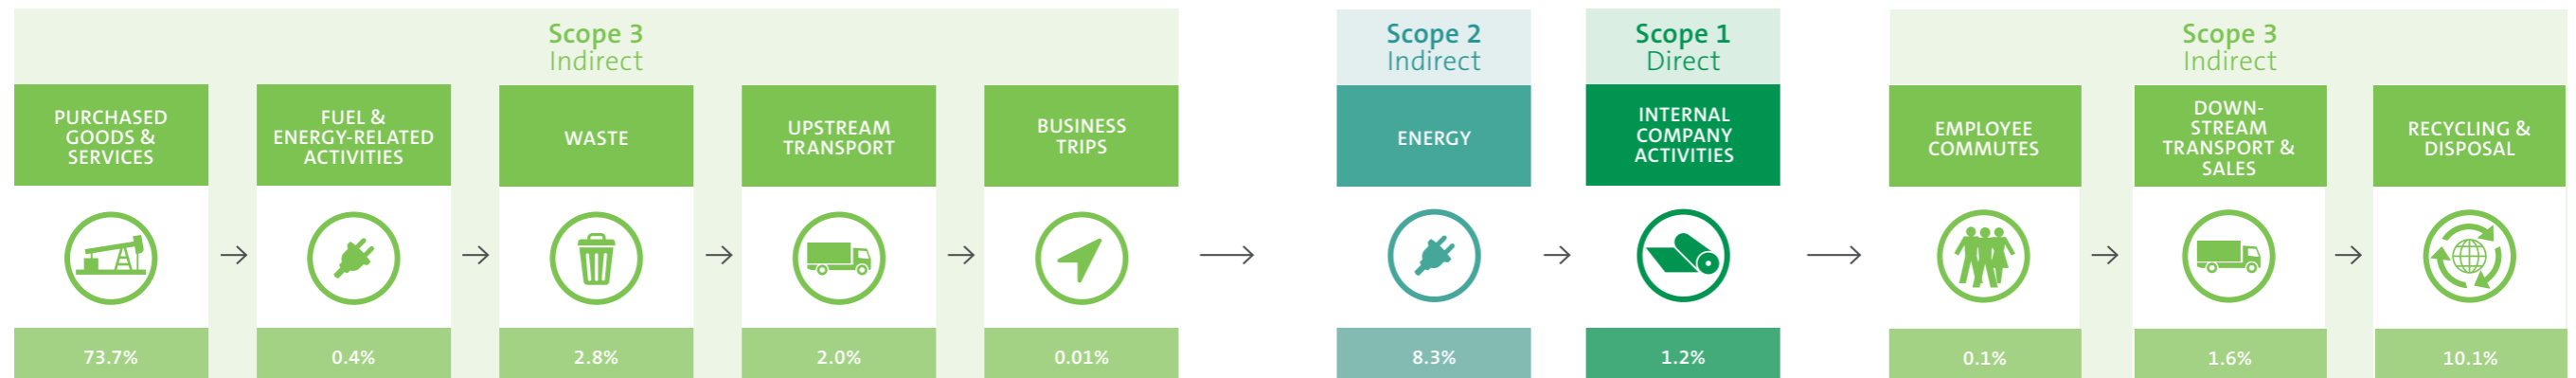 Scope 3
Indirect
PURCHASED
GOODS &
SERVICES
73.7%
FUEL &
ENERGY-RELATED
ACTIVITIES
0.4%
WASTE
2.8%
UPSTREAM
TRANSPORT
2.0%
BUSINESS
TRIPS
0.01%
Scope 2
Indirect
ENERGY
8.3%
Scope 1
Direct
INTERNAL
COMPANY
ACTIVITIES
1.2%
Scope 3
Indirect
EMPLOYEE
COMMUTES
0.1%
DOWN-
STREAM
TRANSPORT &
SALES
1.6%
RECYCLING &
DISPOSAL
10.1%